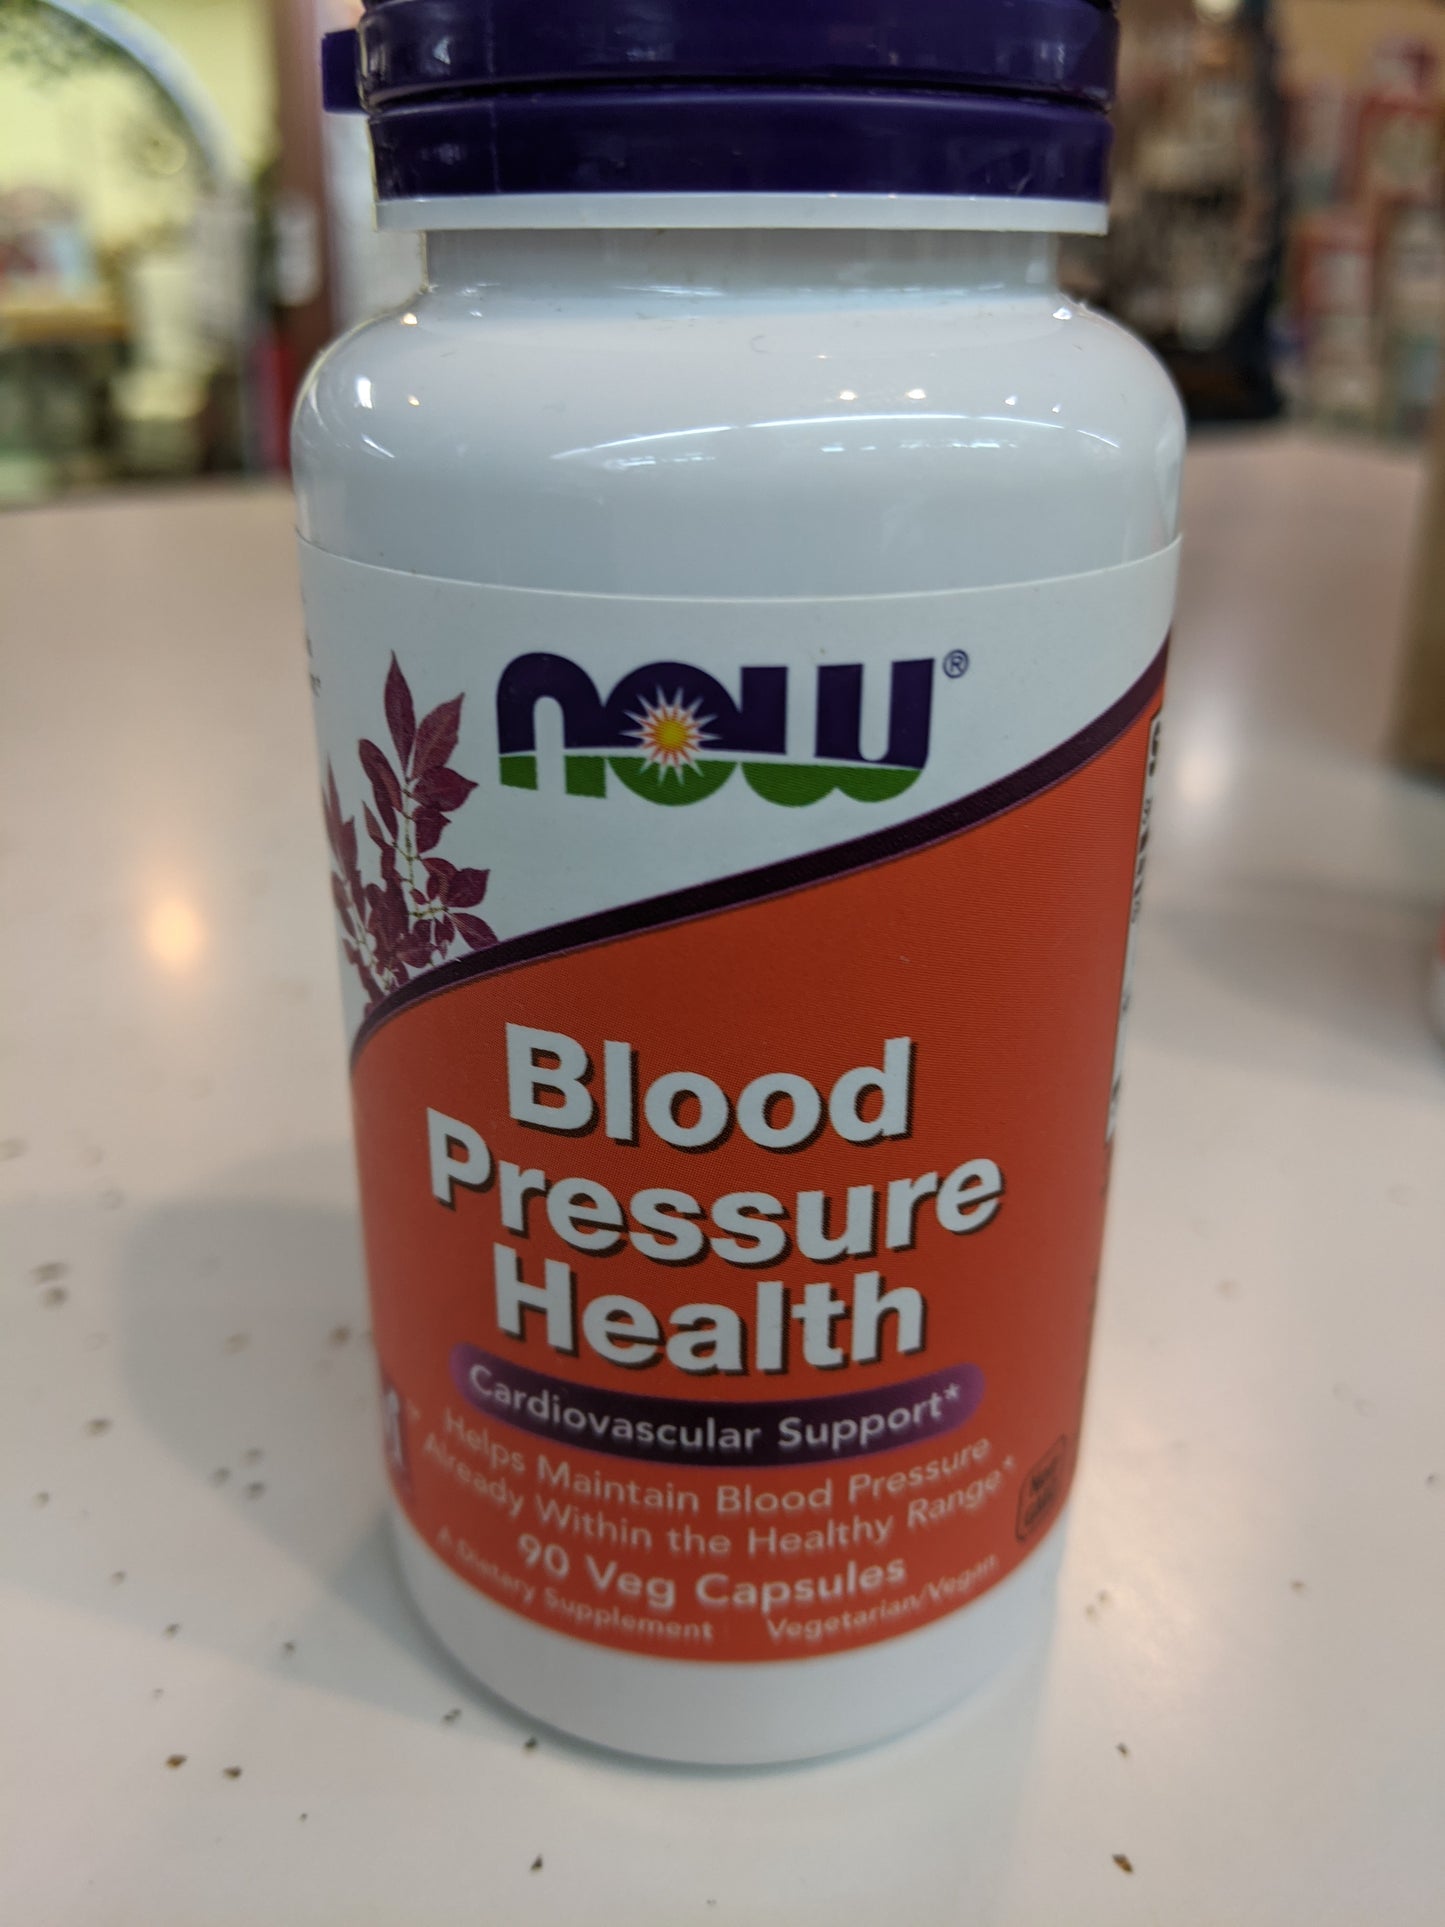 NOW®
Blood
Pressure
Health
Cardiovascular Support*
Helps Maintain Blood Pressure
Already Within the Healthy Range*
90 Veg Capsules
A Dietary Supplement Vegetarian/Vegan